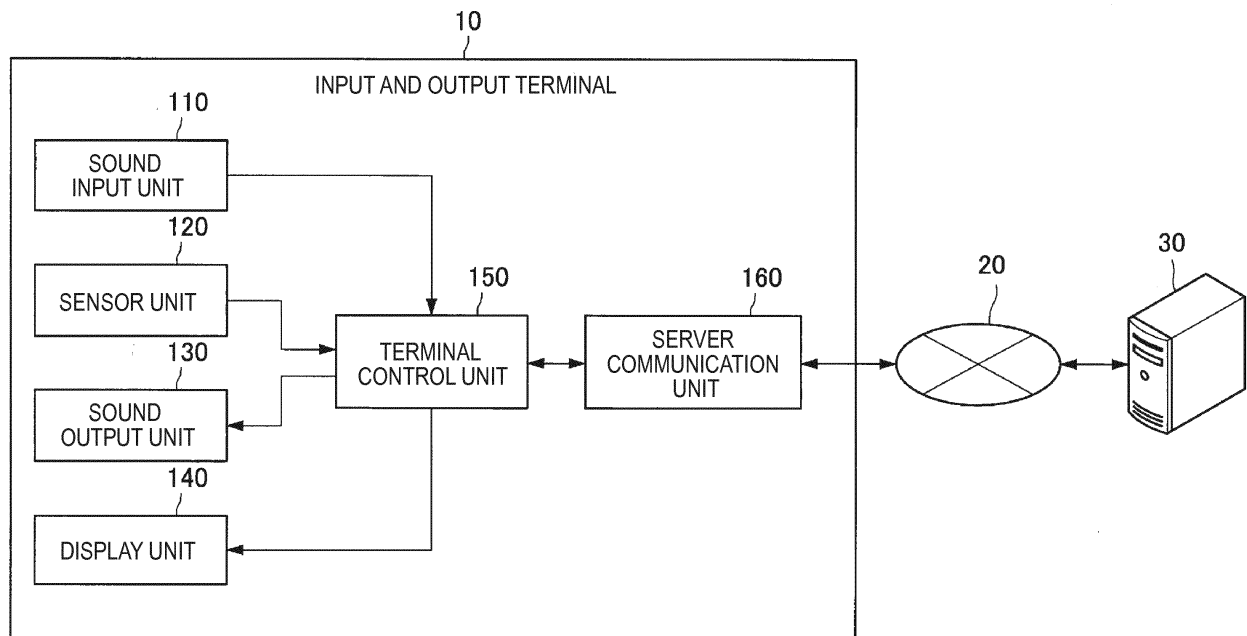 10
INPUT AND OUTPUT TERMINAL
110
SOUND
INPUT UNIT
120
SENSOR UNIT
130
SOUND
OUTPUT UNIT
140
DISPLAY UNIT
150
TERMINAL
CONTROL UNIT
160
SERVER
COMMUNICATION
UNIT
20
30